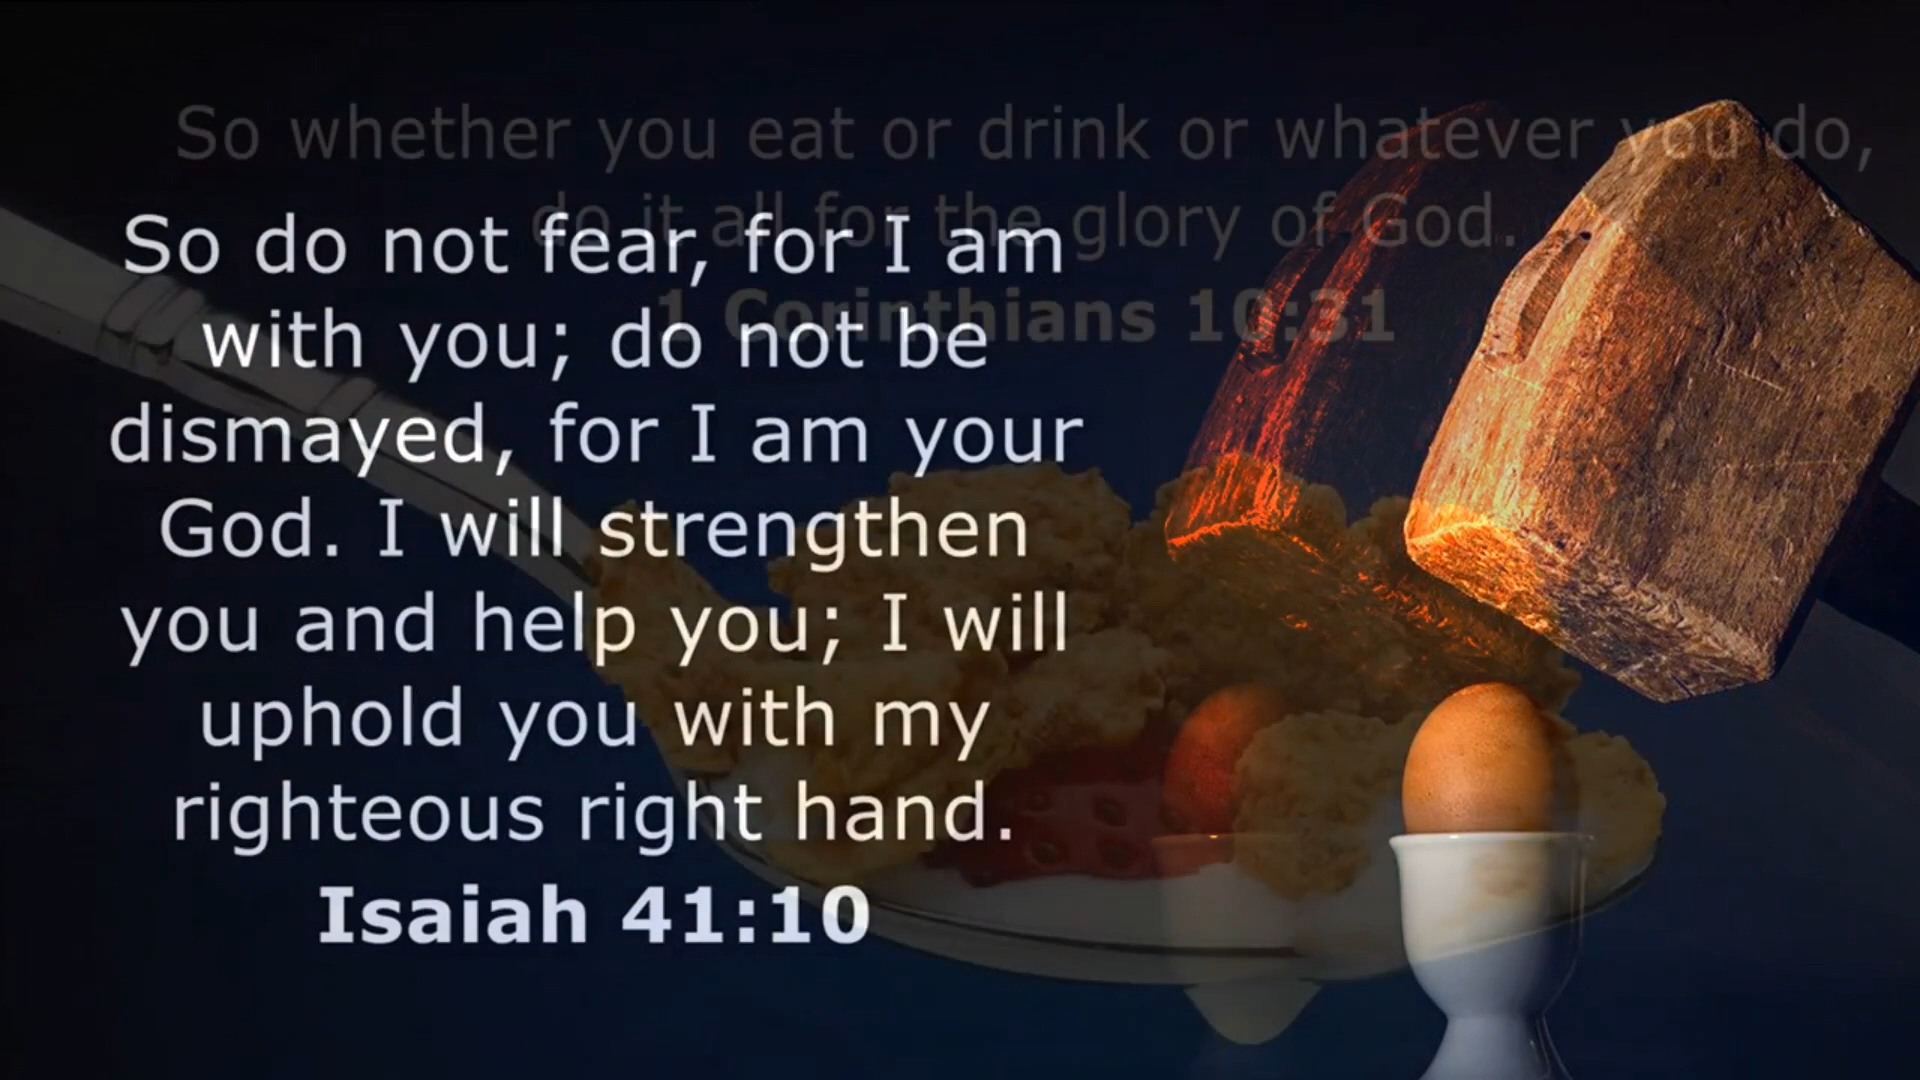 So whether you eat or drink or whatever you do,
do it all for the glory of God.
1 Corinthians 10:31
So do not fear, for I am
with you; do not be
dismayed, for I am your
God. I will strengthen
you and help you; I will
uphold you with my
righteous right hand.
Isaiah 41:10